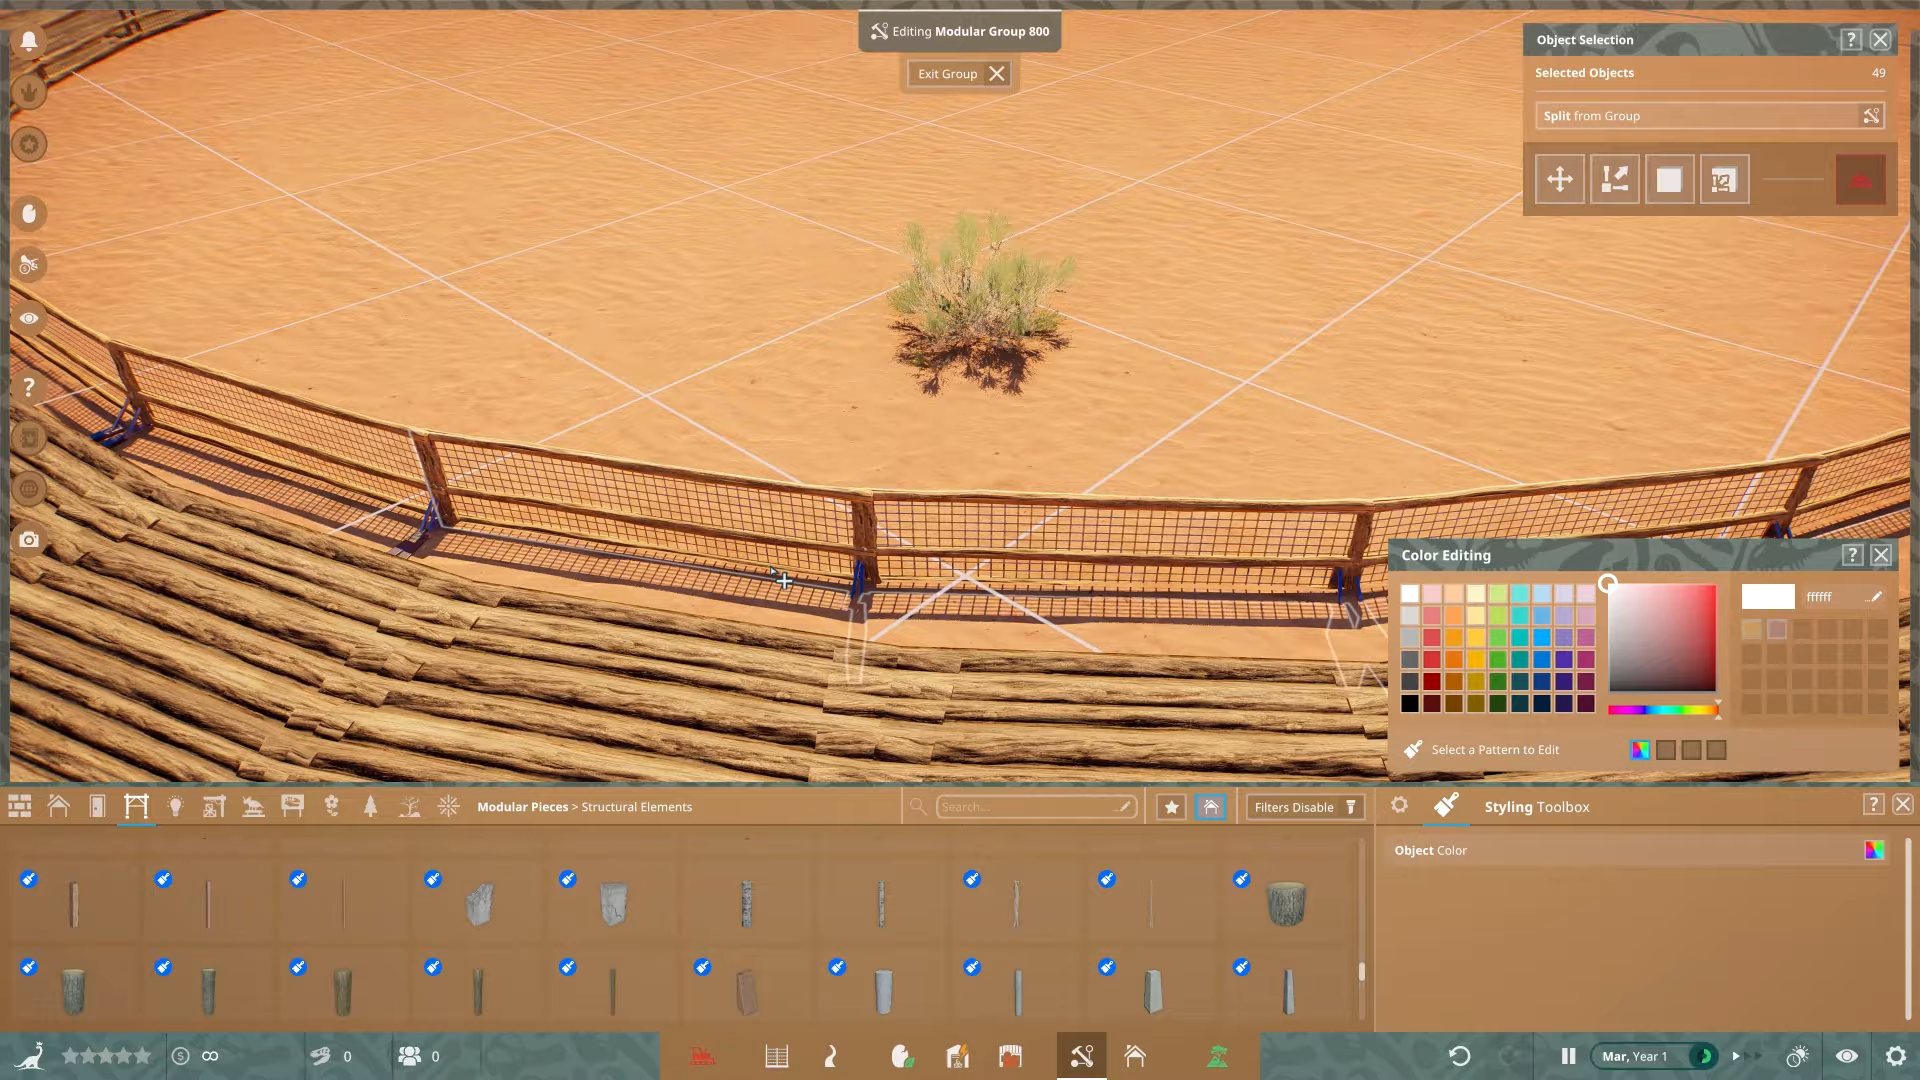 Editing Modular Group 800
Exit Group
Object Selection
?
Selected Objects
49
Split from Group
?
Color Editing
?
ffffff
...
Select a Pattern to Edit
Modular Pieces > Structural Elements
Search...
Filters Disable
Styling Toolbox
?
Object Color
∞
0
0
Mar, Year 1